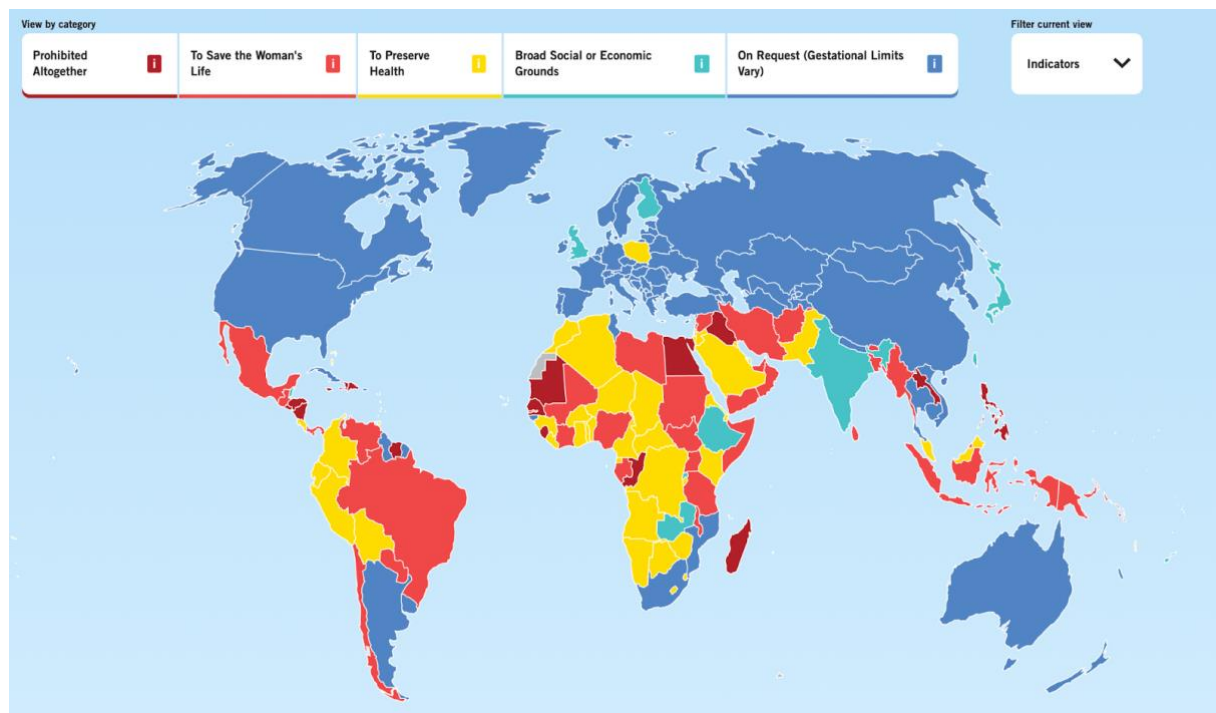 View by category
Filter current view
Prohibited
Altogether
i
To Save the Woman's
Life
i
To Preserve
Health
i
Broad Social or Economic
Grounds
i
On Request (Gestational Limits
Vary)
i
Indicators